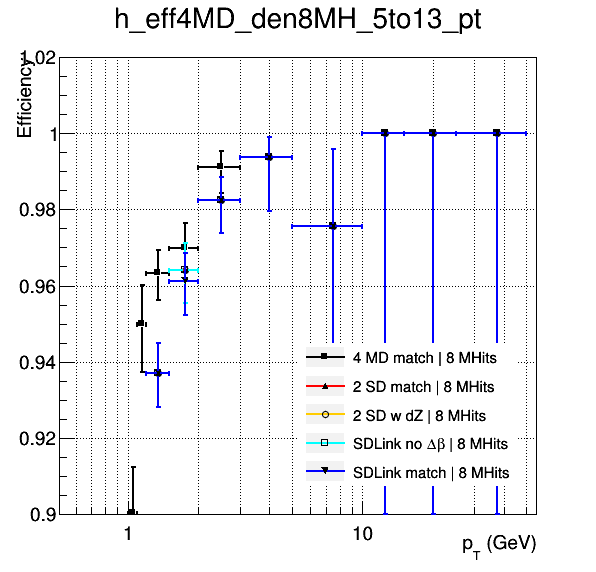 h_eff4MD_den8MH_5to13_pt
Efficiency
1.02
1
0.98
0.96
0.94
0.92
0.9
4 MD match | 8 MHits
2 SD match | 8 MHits
2 SD w dZ | 8 MHits
SDLink no Δβ | 8 MHits
SDLink match | 8 MHits
1
10
p_T (GeV)